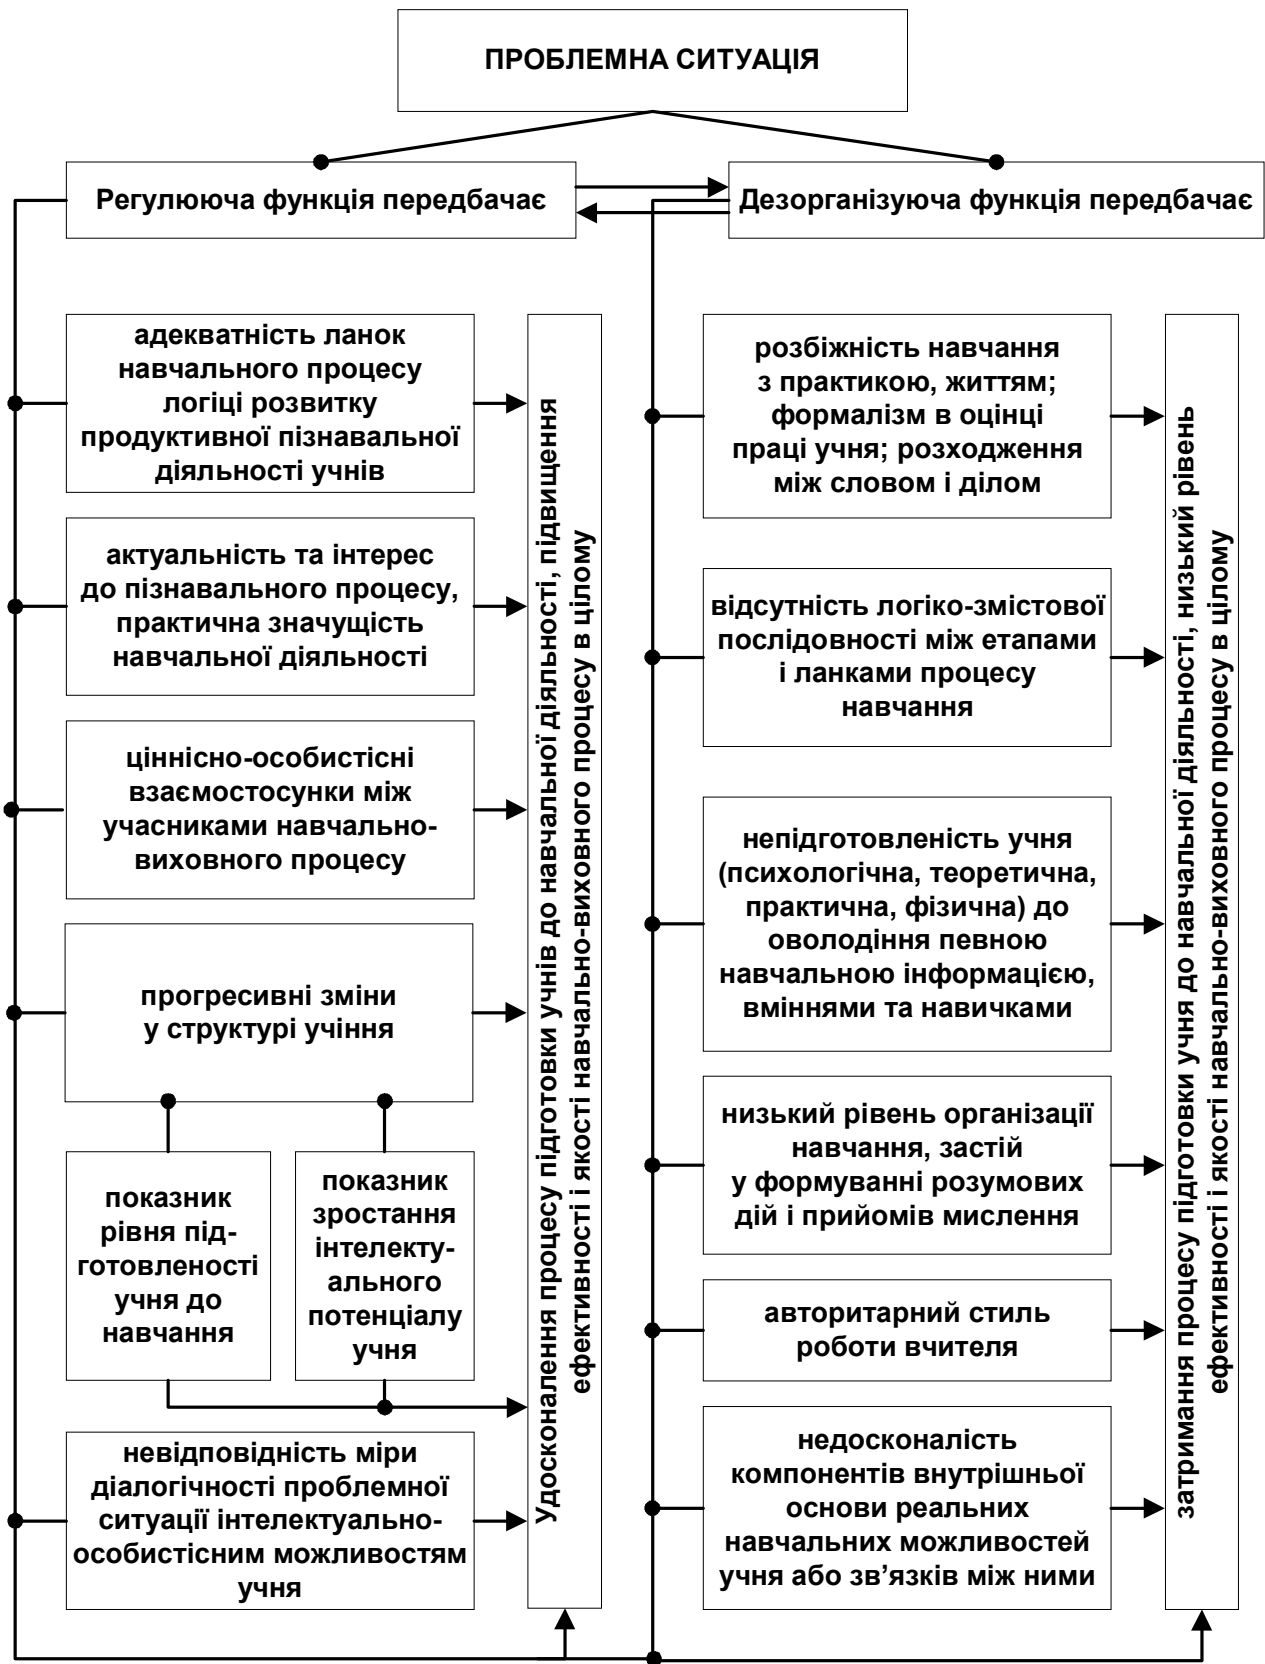 ПРОБЛЕМНА СИТУАЦІЯ
Регулююча функція передбачає
Дезорганізуюча функція передбачає
адекватність ланок
навчального процесу
логіці розвитку
продуктивної пізнавальної
діяльності учнів
актуальність та інтерес
до пізнавального процесу,
практична значущість
навчальної діяльності
ціннісно-особистісні
взаємостосунки між
учасниками навчально-
виховного процесу
прогресивні зміни
у структурі учіння
показник
рівня під-
готовленості
учня до
навчання
показник
зростання
інтелекту-
ального
потенціалу
учня
невідповідність міри
діалогічності проблемної
ситуації інтелектуально-
особистісним можливостям
учня
Удосконалення процесу підготовки учнів до навчальної діяльності, підвищення
ефективності і якості навчально-виховного процесу в цілому
розбіжність навчання
з практикою, життям;
формалізм в оцінці
праці учня; розходження
між словом і ділом
відсутність логіко-змістової
послідовності між етапами
і ланками процесу
навчання
непідготовленість учня
(психологічна, теоретична,
практична, фізична) до
оволодіння певною
навчальною інформацією,
вміннями та навичками
низький рівень організації
навчання, застій
у формуванні розумових
дій і прийомів мислення
авторитарний стиль
роботи вчителя
недосконалість
компонентів внутрішньої
основи реальних
навчальних можливостей
учня або зв’язків між ними
затримання процесу підготовки учня до навчальної діяльності, низький рівень
ефективності і якості навчально-виховного процесу в цілому